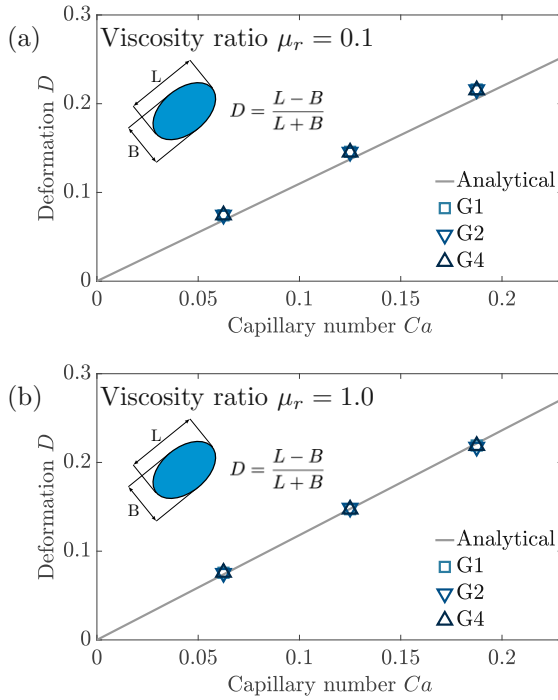 (a)
Viscosity ratio μr = 0.1
L
B
D = (L − B)/(L + B)
Analytical
G1
G2
G4
Deformation D
0.3
0.2
0.1
0
0
0.05
0.1
0.15
0.2
Capillary number Ca
(b)
Viscosity ratio μr = 1.0
L
B
D = (L − B)/(L + B)
Analytical
G1
G2
G4
Deformation D
0.3
0.2
0.1
0
0
0.05
0.1
0.15
0.2
Capillary number Ca